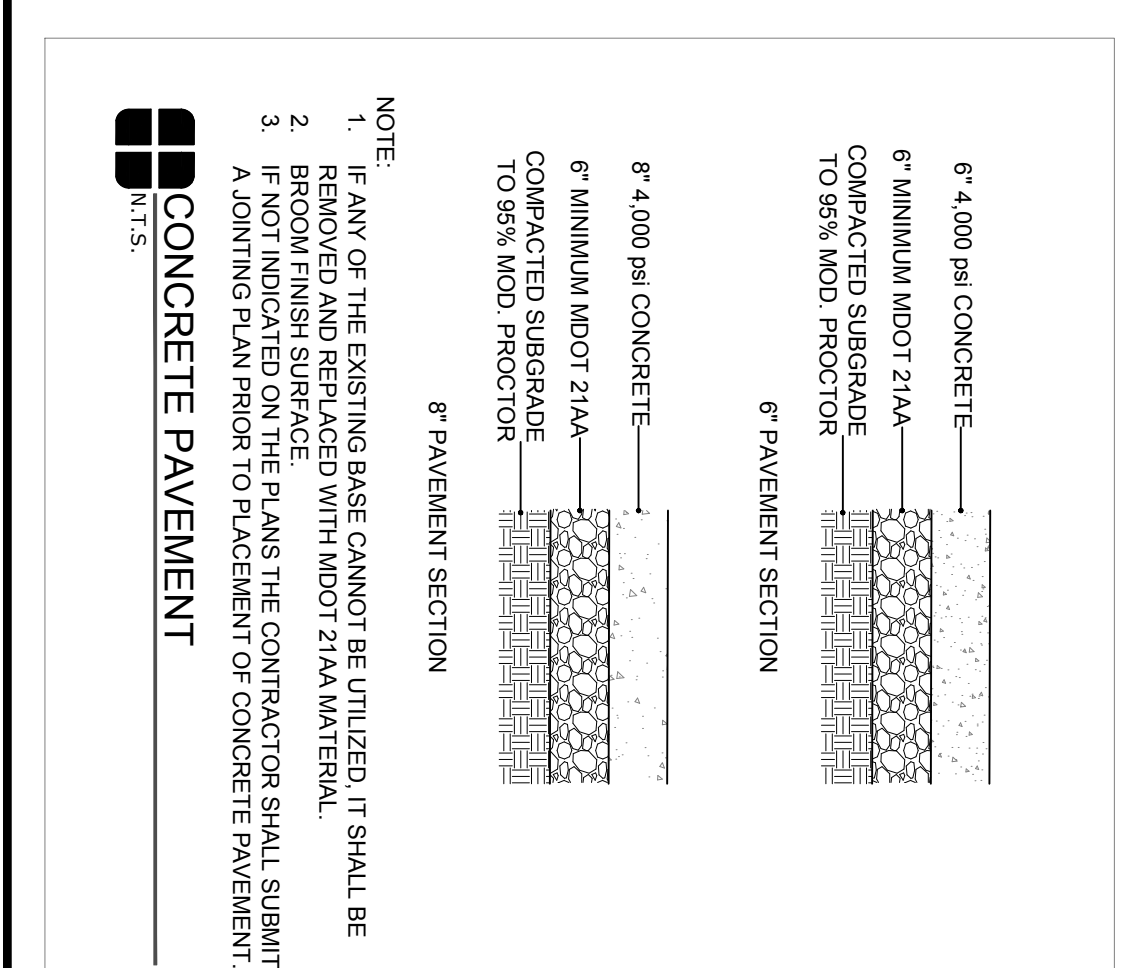 6" 4,000 psi CONCRETE
6" MINIMUM MDOT 21AA
COMPACTED SUBGRADE
TO 95% MOD. PROCTOR
6" PAVEMENT SECTION
8" 4,000 psi CONCRETE
6" MINIMUM MDOT 21AA
COMPACTED SUBGRADE
TO 95% MOD. PROCTOR
8" PAVEMENT SECTION
NOTE:
1. IF ANY OF THE EXISTING BASE CANNOT BE UTILIZED, IT SHALL BE
REMOVED AND REPLACED WITH MDOT 21AA MATERIAL.
2. BROOM FINISH SURFACE.
3. IF NOT INDICATED ON THE PLANS THE CONTRACTOR SHALL SUBMIT
A JOINTING PLAN PRIOR TO PLACEMENT OF CONCRETE PAVEMENT.
CONCRETE PAVEMENT
N.T.S.